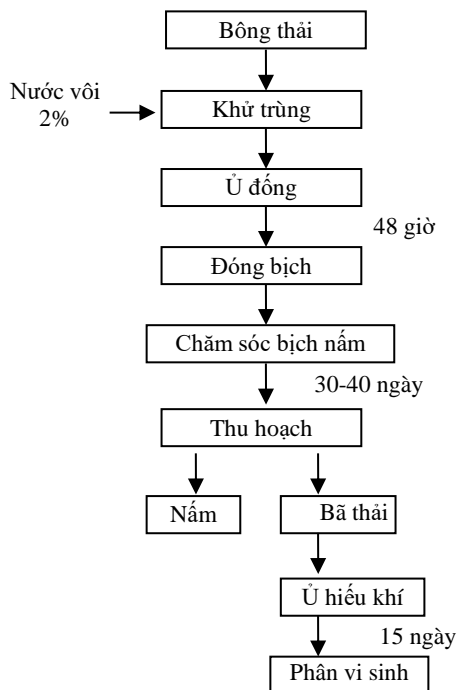 Bông thải
Nước vôi
2%
Khử trùng
Ủ đống
48 giờ
Đóng bịch
Chăm sóc bịch nấm
30-40 ngày
Thu hoạch
Nấm
Bã thải
Ủ hiếu khí
15 ngày
Phân vi sinh